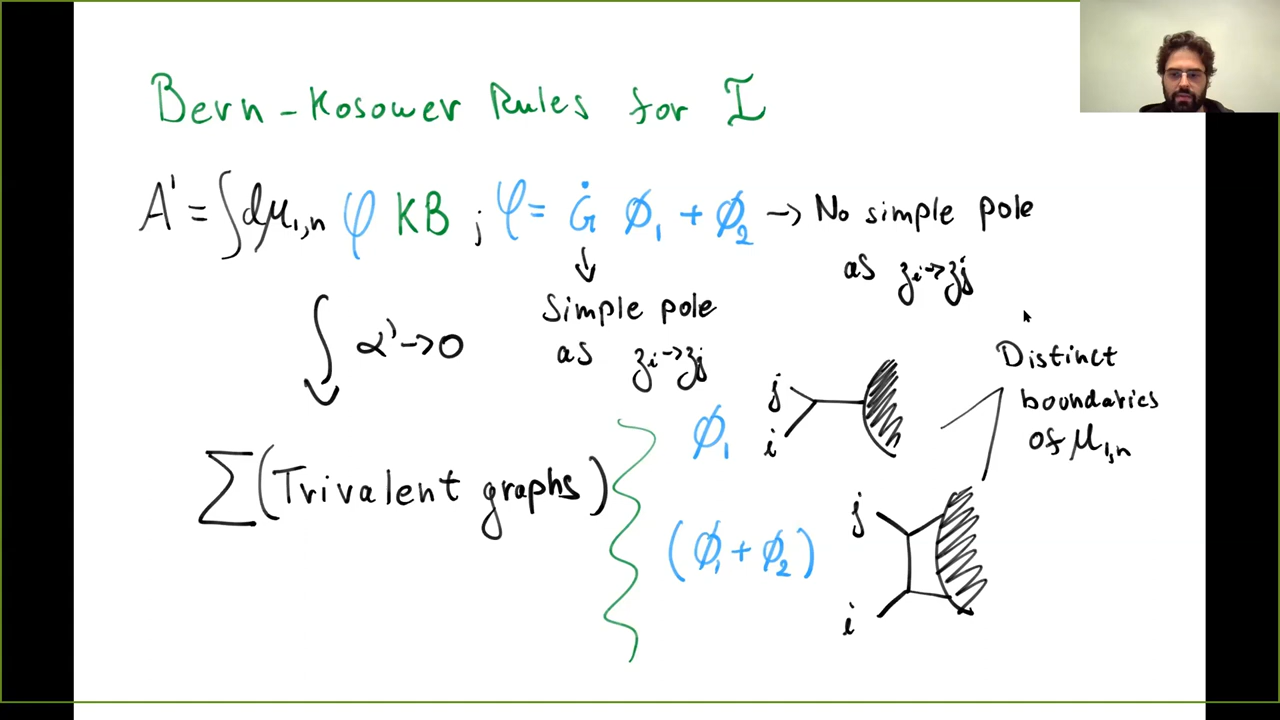 Bern-Kosower Rules for I
A' = ∫dμ₁,ₙ φ KB ; φ = Ġ ϕ₁ + ϕ₂ → No simple pole
as zᵢ→zⱼ
↓
Simple pole
as zᵢ→zⱼ
α'→0
Distinct
boundaries
of μ₁,ₙ
j
i
ϕ₁
Σ(Trivalent graphs)
j
(ϕ₁ + ϕ₂)
i